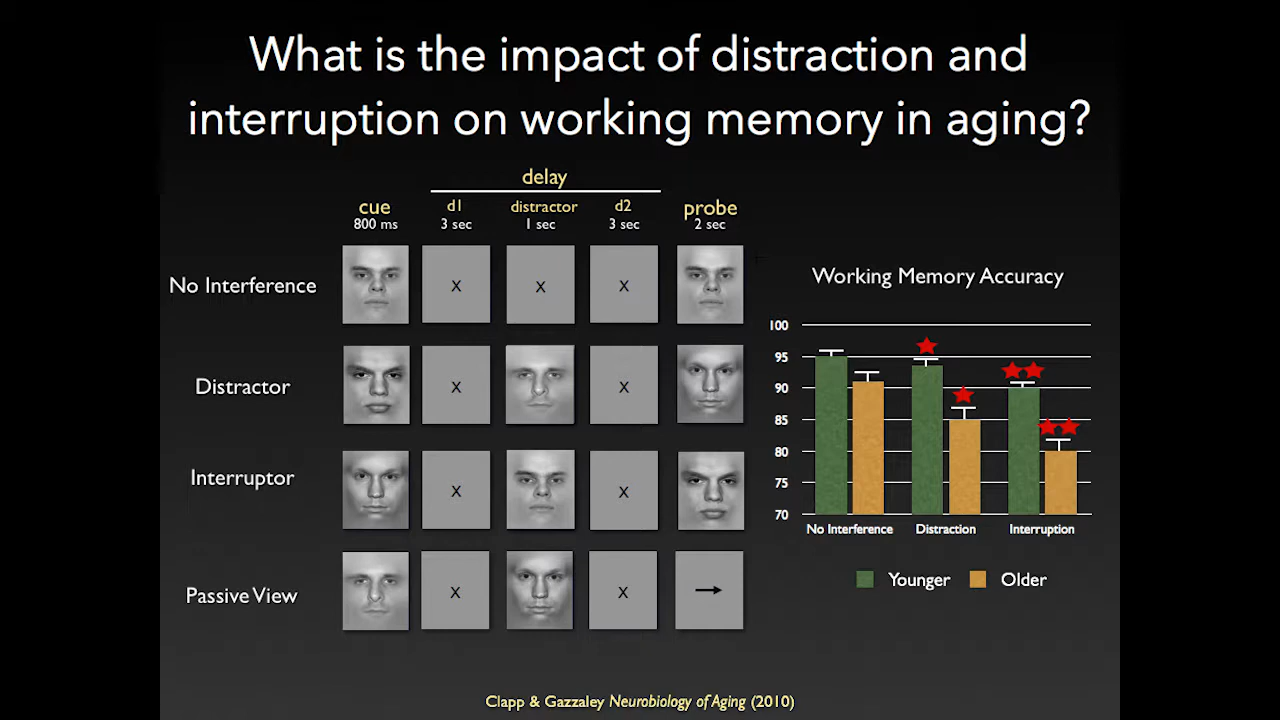 What is the impact of distraction and
interruption on working memory in aging?
delay
cue
d1
distractor
d2
probe
800 ms
3 sec
1 sec
3 sec
2 sec
No Interference
X
X
X
Distractor
X
X
Interruptor
X
X
Passive View
X
X
→
Working Memory Accuracy
100
95
90
85
80
75
70
No Interference
Distraction
Interruption
Younger
Older
Clapp & Gazzaley Neurobiology of Aging (2010)